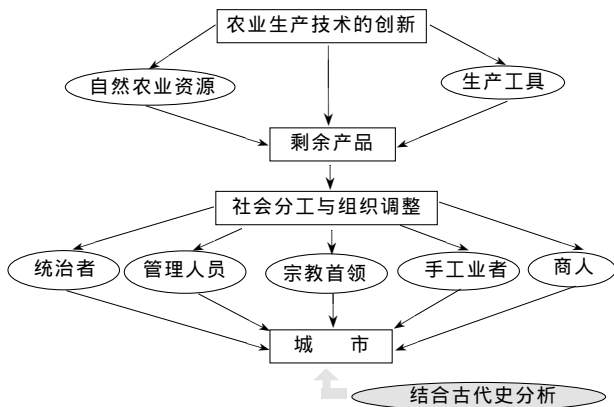 农业生产技术的创新
自然农业资源
生产工具
剩余产品
社会分工与组织调整
统治者
管理人员
宗教首领
手工业者
商人
城 市
结合古代史分析